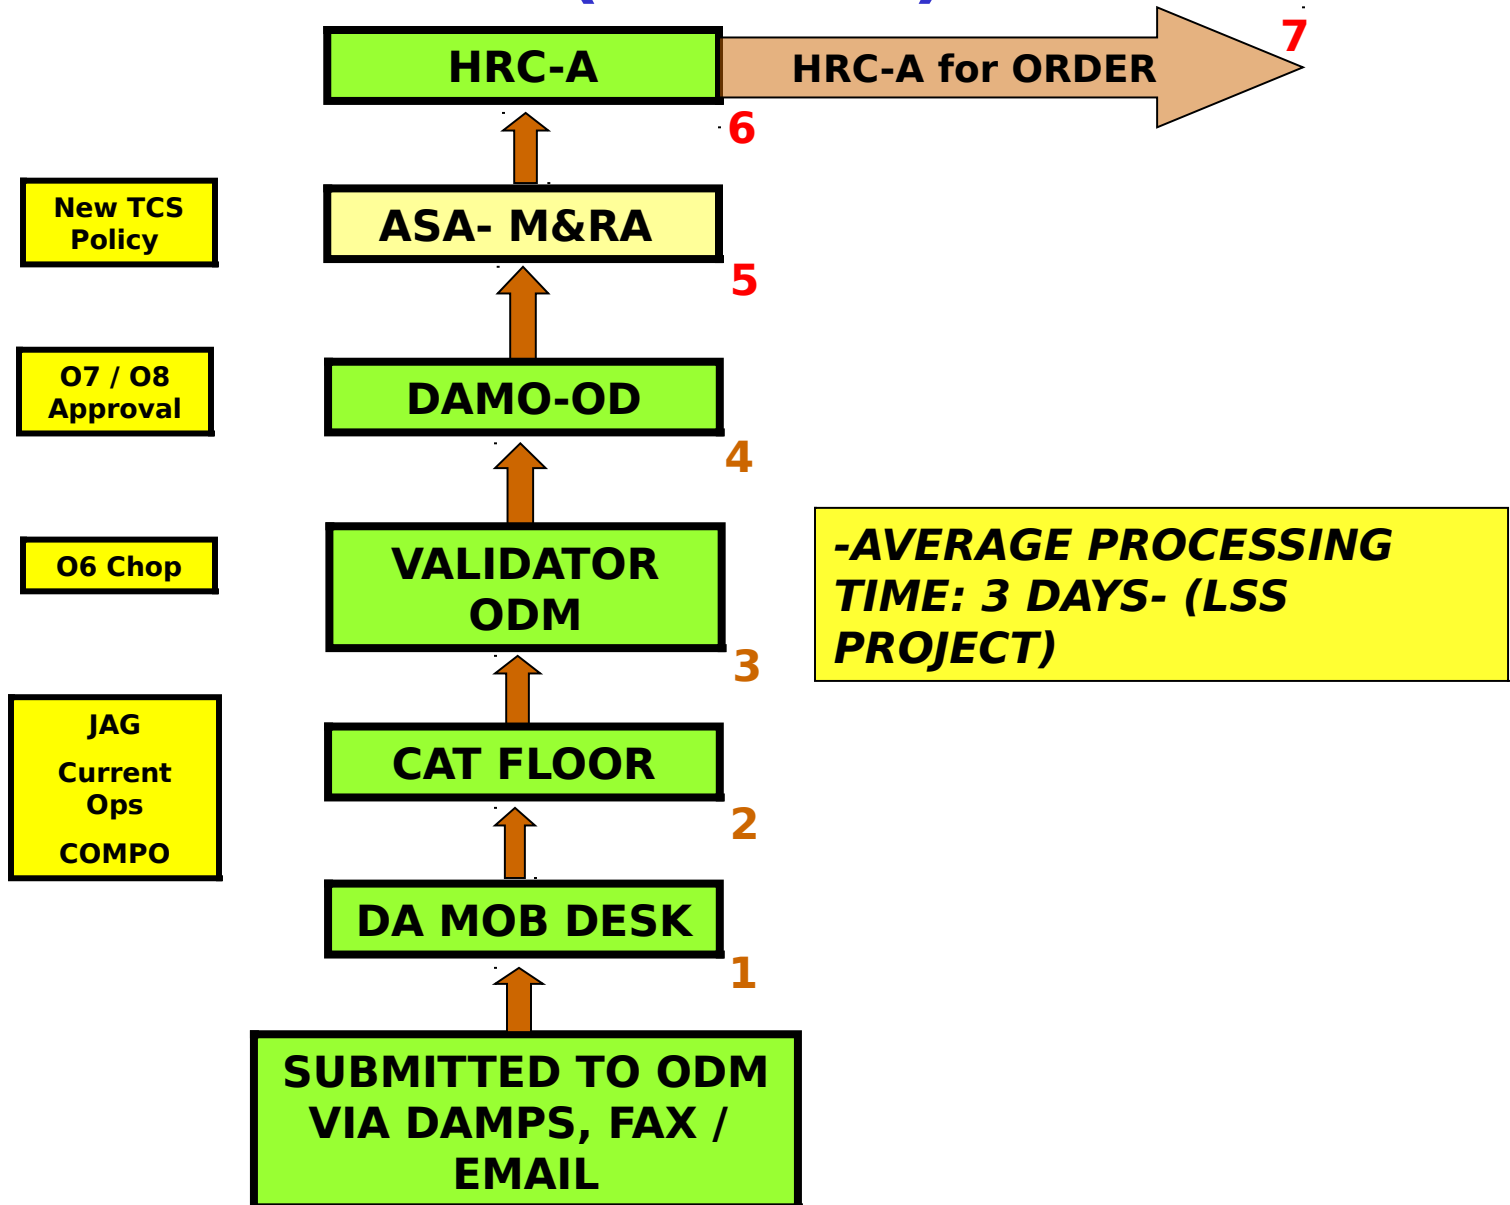 HRC-A
HRC-A for ORDER
7
6
New TCS
Policy
ASA- M&RA
5
O7 / O8
Approval
DAMO-OD
4
O6 Chop
VALIDATOR
ODM
3
-AVERAGE PROCESSING
TIME: 3 DAYS- (LSS
PROJECT)
JAG
Current
Ops
COMPO
CAT FLOOR
2
DA MOB DESK
1
SUBMITTED TO ODM
VIA DAMPS, FAX /
EMAIL